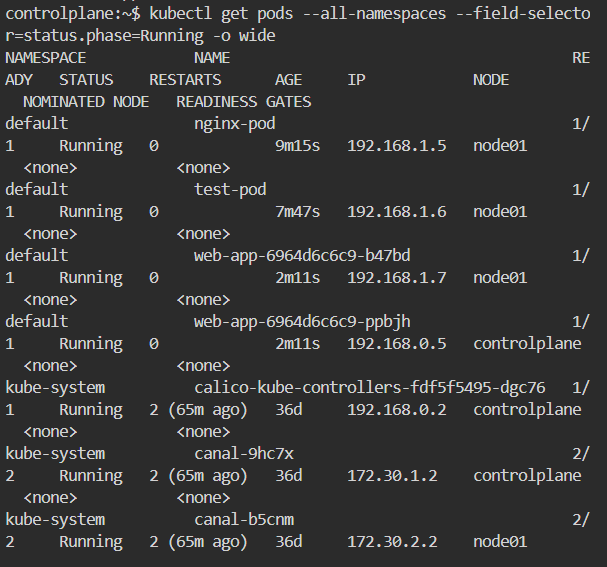 controlplane:~$ kubectl get pods --all-namespaces --field-selecto
r=status.phase=Running -o wide
NAMESPACE            NAME                                      RE
ADY   STATUS    RESTARTS      AGE     IP            NODE
  NOMINATED NODE   READINESS GATES
default              nginx-pod                                 1/
1     Running   0             9m15s   192.168.1.5   node01
  <none>           <none>
default              test-pod                                  1/
1     Running   0             7m47s   192.168.1.6   node01
  <none>           <none>
default              web-app-6964d6c6c9-b47bd                  1/
1     Running   0             2m11s   192.168.1.7   node01
  <none>           <none>
default              web-app-6964d6c6c9-ppbjh                  1/
1     Running   0             2m11s   192.168.0.5   controlplane
  <none>           <none>
kube-system          calico-kube-controllers-fdf5f5495-dgc76   1/
1     Running   2 (65m ago)   36d     192.168.0.2   controlplane
  <none>           <none>
kube-system          canal-9hc7x                               2/
2     Running   2 (65m ago)   36d     172.30.1.2    controlplane
  <none>           <none>
kube-system          canal-b5cnm                               2/
2     Running   2 (65m ago)   36d     172.30.2.2    node01